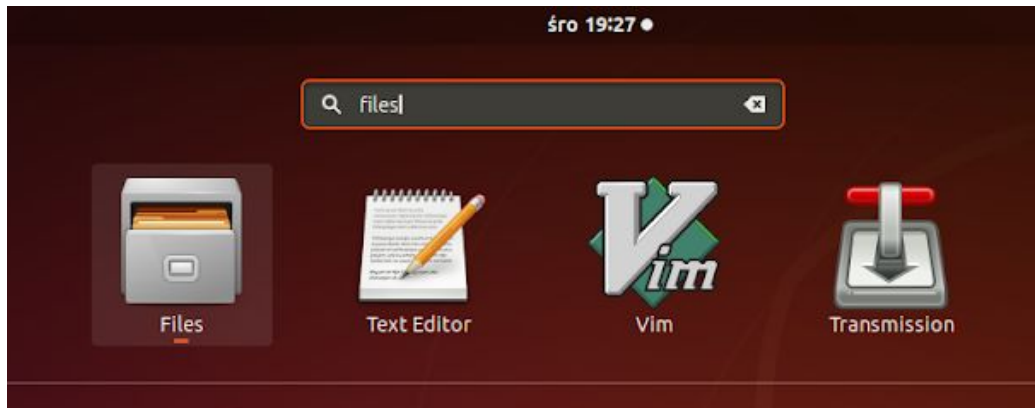 śro 19:27
files
Files
Text Editor
Vim
Transmission